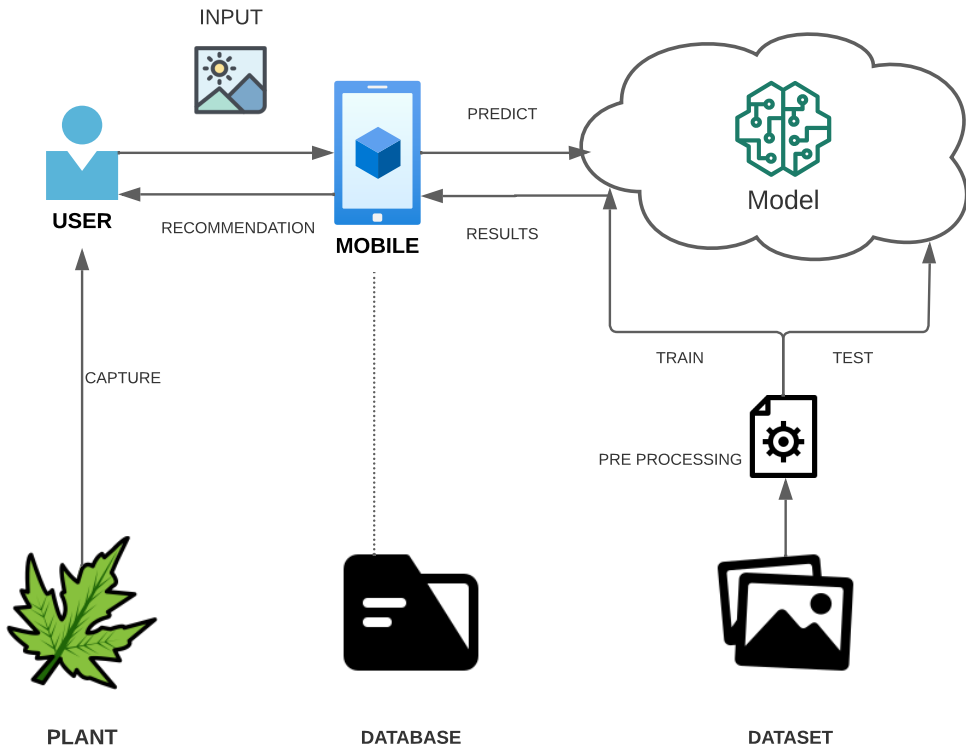 INPUT
PREDICT
Model
USER
RECOMMENDATION
RESULTS
MOBILE
TRAIN
TEST
CAPTURE
PRE PROCESSING
PLANT
DATABASE
DATASET